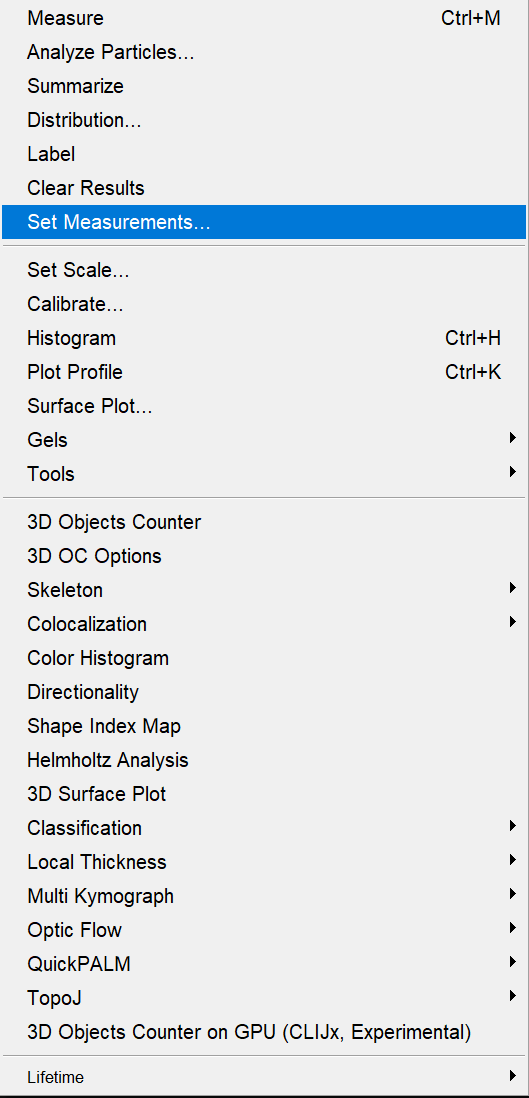 Measure Ctrl+M
Analyze Particles...
Summarize
Distribution...
Label
Clear Results
Set Measurements...
Set Scale...
Calibrate...
Histogram Ctrl+H
Plot Profile Ctrl+K
Surface Plot...
Gels
Tools
3D Objects Counter
3D OC Options
Skeleton
Colocalization
Color Histogram
Directionality
Shape Index Map
Helmholtz Analysis
3D Surface Plot
Classification
Local Thickness
Multi Kymograph
Optic Flow
QuickPALM
TopoJ
3D Objects Counter on GPU (CLIJx, Experimental)
Lifetime